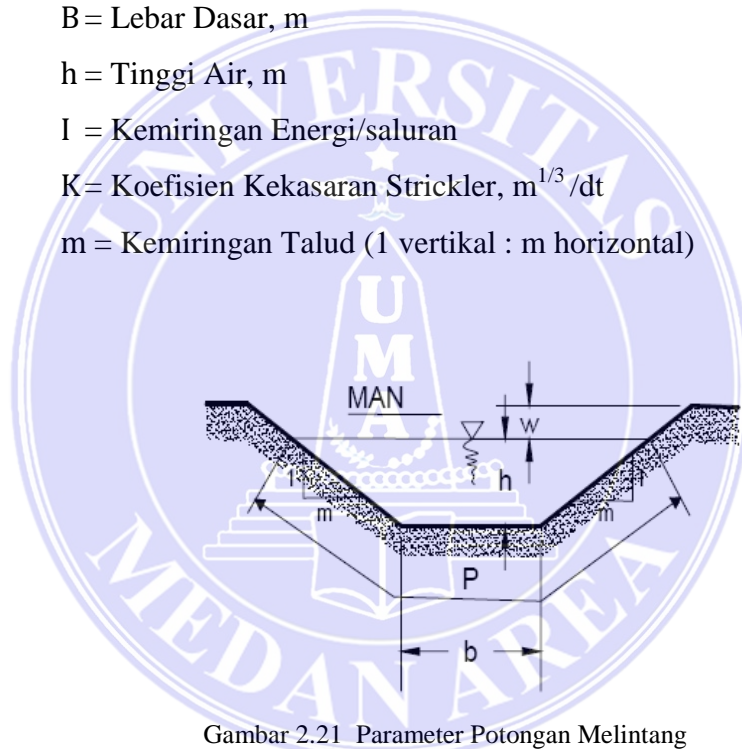 B = Lebar Dasar, m
h = Tinggi Air, m
I = Kemiringan Energi/saluran
K = Koefisien Kekasaran Strickler, m^{1/3}/dt
m = Kemiringan Talud (1 vertikal : m horizontal)
UNIVERSITAS
UMA
MAN
w
h
1
m
1
m
P
b
MEDAN AREA
Gambar 2.21 Parameter Potongan Melintang